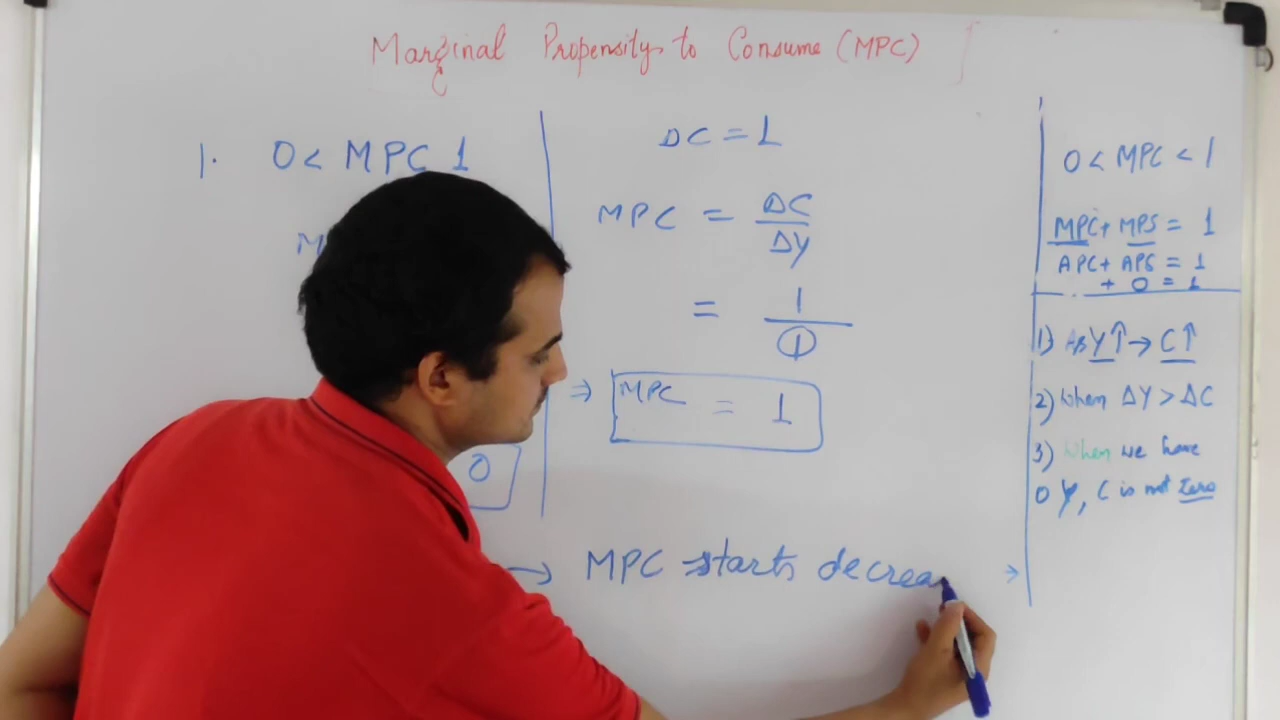 Marginal Propensity to Consume (MPC)
1. 0 < MPC 1
M
0
ΔC = 1
MPC = ΔC
ΔY
= 1
1
⇒ MPC = 1
→ MPC starts decrea
→
0 < MPC < 1
MPC + MPS = 1
APC + APS = 1
+ 0 = 1
1) As Y↑ → C↑
2) When ΔY > ΔC
3) When we have
0 Y, C is not zero